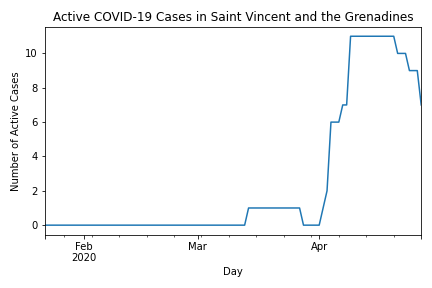 Active COVID-19 Cases in Saint Vincent and the Grenadines
Number of Active Cases
10
8
6
4
2
0
Feb
2020
Mar
Apr
Day